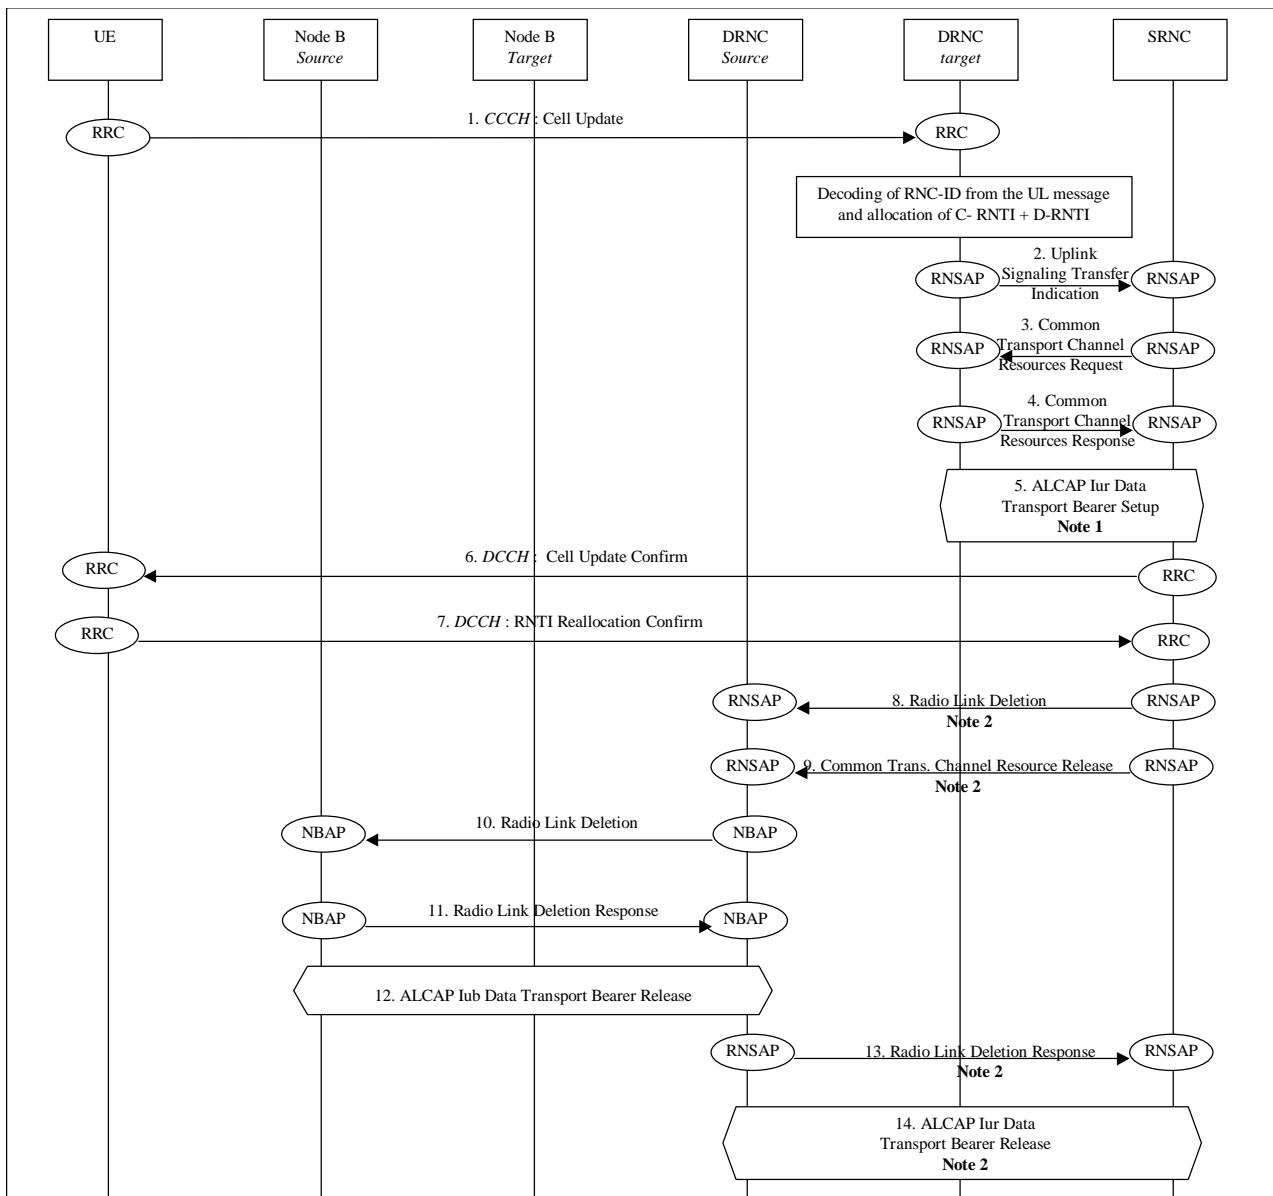 UE
Node B
Source
Node B
Target
DRNC
Source
DRNC
target
SRNC
1. CCCH : Cell Update
RRC
RRC
Decoding of RNC-ID from the UL message
and allocation of C- RNTI + D-RNTI
2. Uplink
Signaling Transfer
Indication
RNSAP
RNSAP
3. Common
Transport Channel
Resources Request
RNSAP
RNSAP
4. Common
Transport Channel
Resources Response
RNSAP
RNSAP
5. ALCAP Iur Data
Transport Bearer Setup
Note 1
6. DCCH : Cell Update Confirm
RRC
RRC
7. DCCH : RNTI Reallocation Confirm
RRC
RRC
RNSAP
8. Radio Link Deletion
Note 2
RNSAP
RNSAP
9. Common Trans. Channel Resource Release
Note 2
RNSAP
NBAP
10. Radio Link Deletion
NBAP
NBAP
11. Radio Link Deletion Response
NBAP
12. ALCAP Iub Data Transport Bearer Release
RNSAP
13. Radio Link Deletion Response
Note 2
RNSAP
14. ALCAP Iur Data
Transport Bearer Release
Note 2